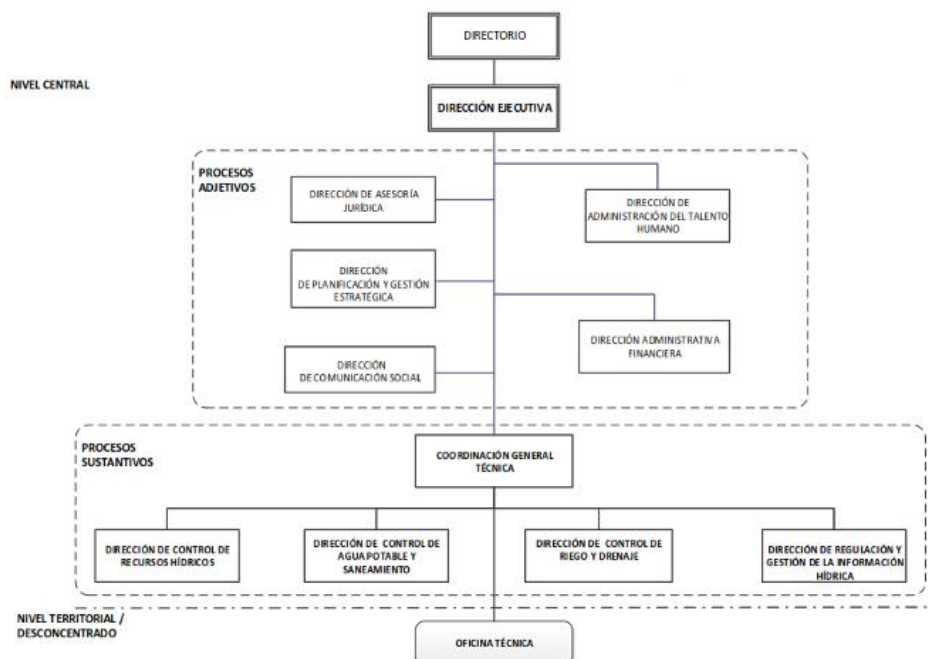 DIRECTORIO
NIVEL CENTRAL
DIRECCIÓN EJECUTIVA
PROCESOS
ADJETIVOS
DIRECCIÓN DE ASESORÍA
JURÍDICA
DIRECCIÓN DE
ADMINISTRACIÓN DEL TALENTO
HUMANO
DIRECCIÓN
DE PLANIFICACIÓN Y GESTIÓN
ESTRATÉGICA
DIRECCIÓN ADMINISTRATIVA
FINANCIERA
DIRECCIÓN
DE COMUNICACIÓN SOCIAL
PROCESOS
SUSTANTIVOS
COORDINACIÓN GENERAL
TÉCNICA
DIRECCIÓN DE CONTROL DE
RECURSOS HÍDRICOS
DIRECCIÓN DE CONTROL DE
AGUA POTABLE Y
SANEAMIENTO
DIRECCIÓN DE CONTROL DE
RIEGO Y DRENAJE
DIRECCIÓN DE REGULACIÓN Y
GESTIÓN DE LA INFORMACIÓN
HÍDRICA
NIVEL TERRITORIAL /
DESCONCENTRADO
OFICINA TÉCNICA